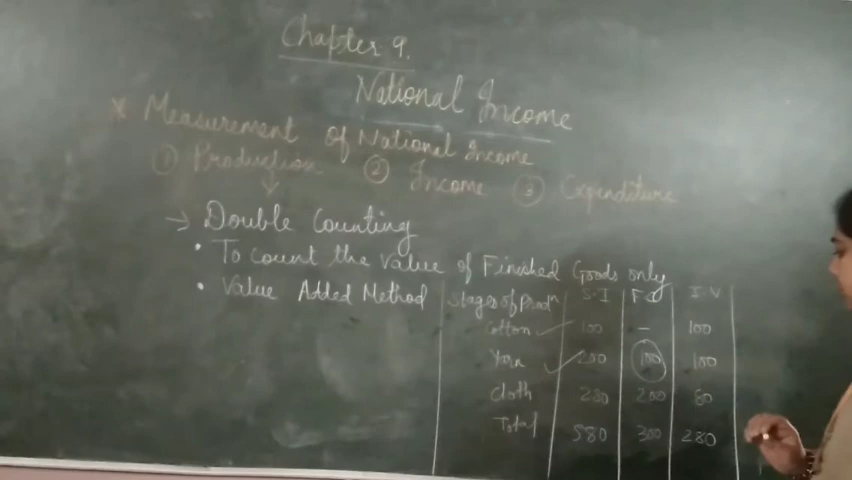 Chapter 9.
National Income
* Measurement of National Income
① Production ② Income ③ Expenditure
→ Double Counting
• To count the value of Finished Goods only
• Value Added Method
Stages of Prodn S.I I.V
Cotton 100 - 100
Yarn 200 100 100
Cloth 280 200 80
Total 580 300 280